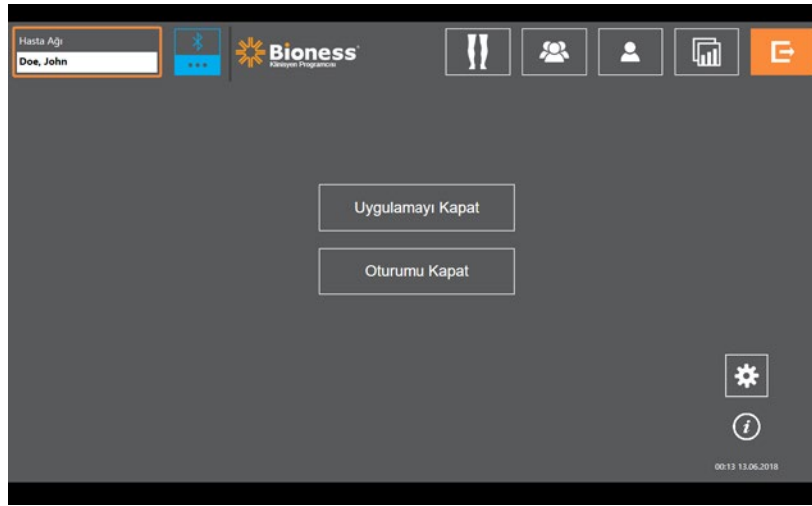 Hasta Ağı
Doe, John
Bioness
Klinisyen Programcısı
Uygulamayı Kapat
Oturumu Kapat
00:13 13.06.2018